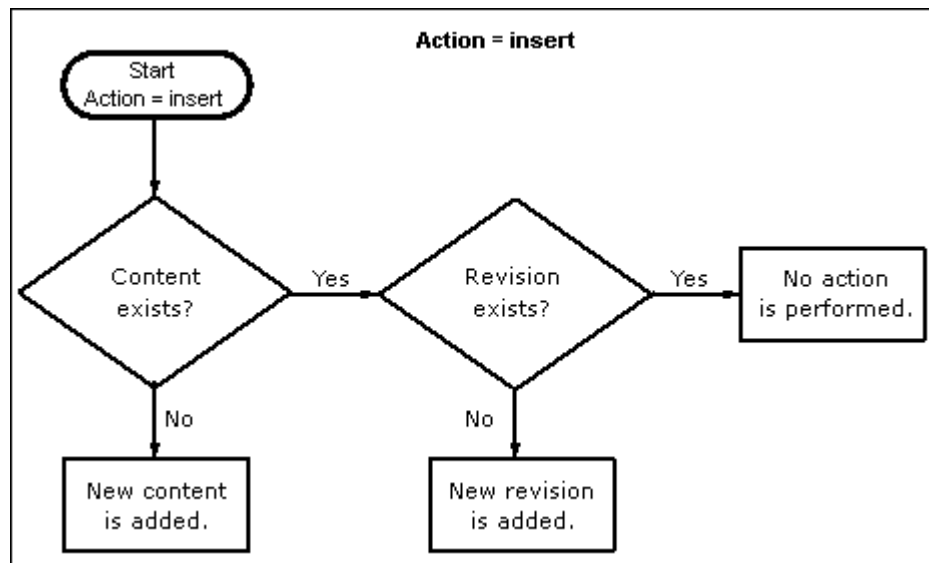 Action = insert
Start
Action = insert
Content
exists?
Yes
Revision
exists?
Yes
No action
is performed.
No
No
New content
is added.
New revision
is added.